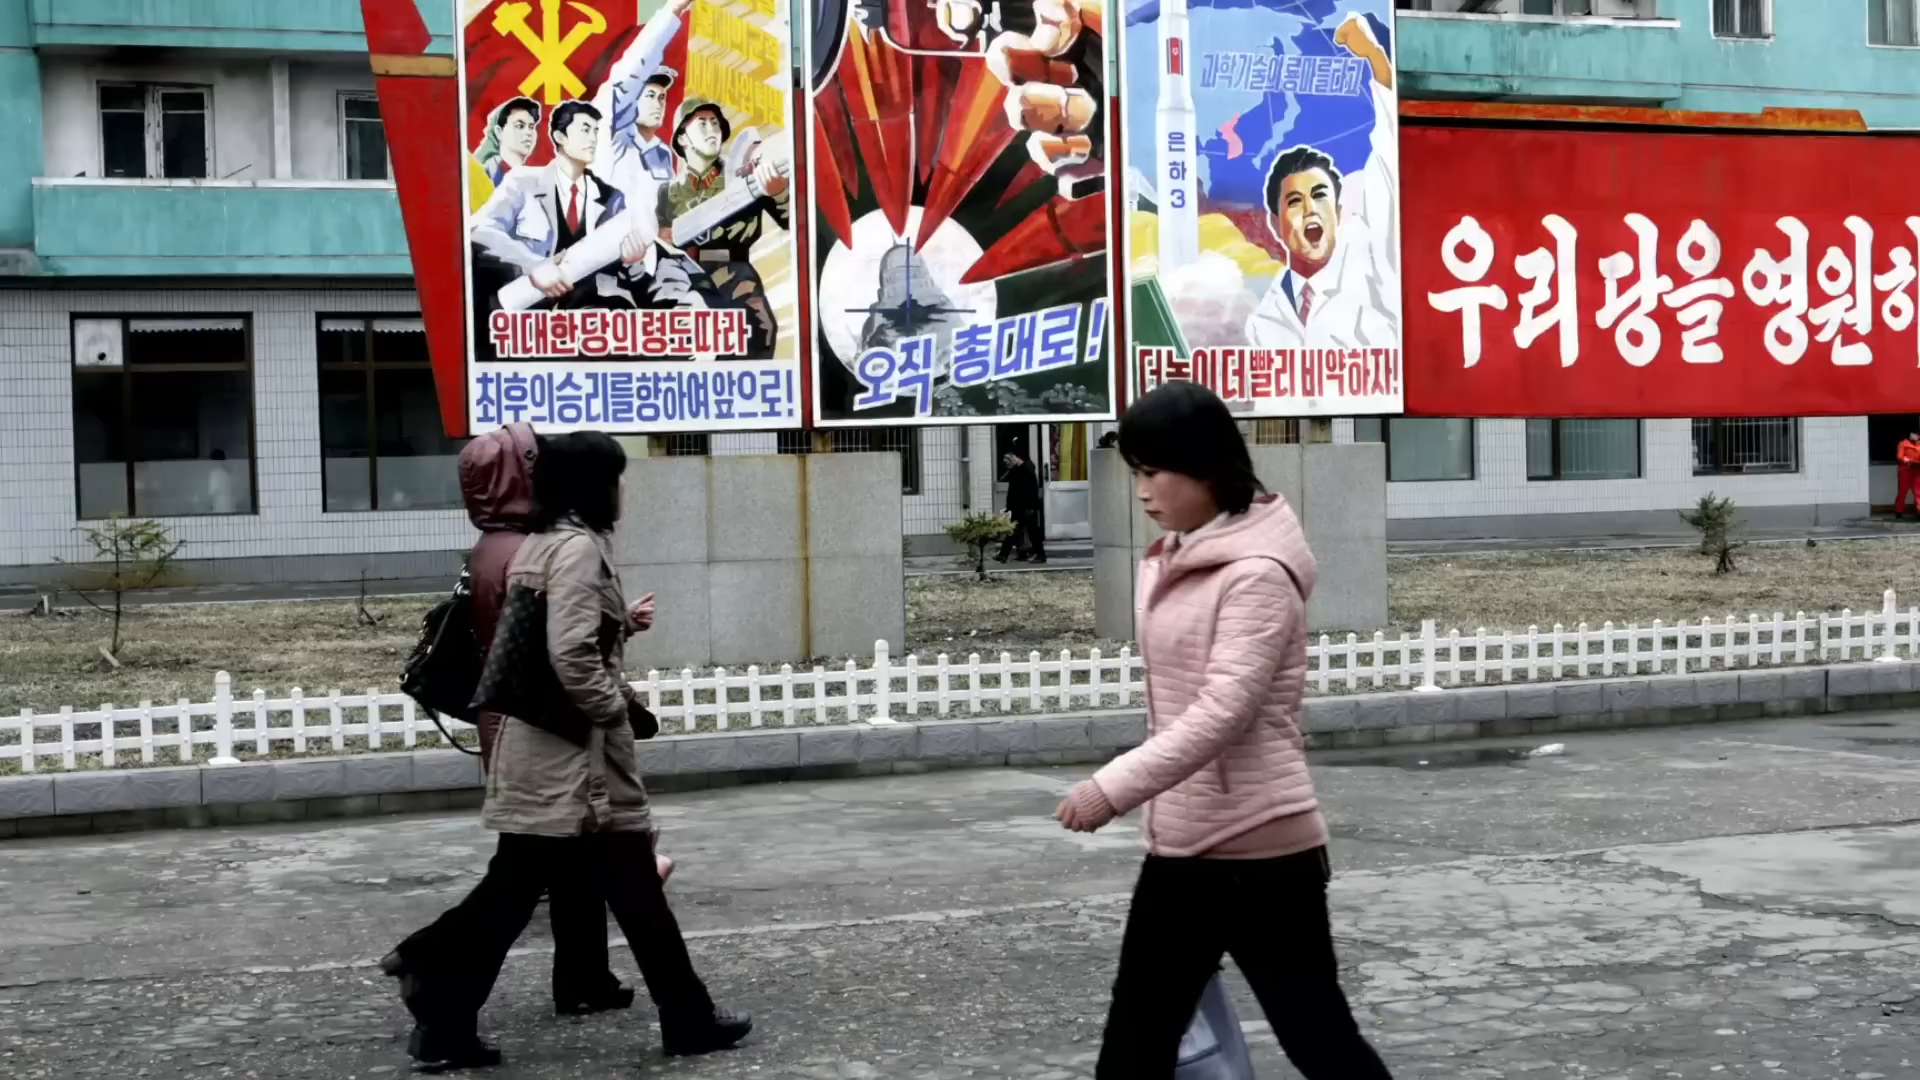 위대한 당의 령도따라
최후의 승리를 향하여 앞으로!
오직 총대로!
과학기술의 룡마를 타고
은하3
더 높이 더 빨리 비약하자!
우리 당을 영원히